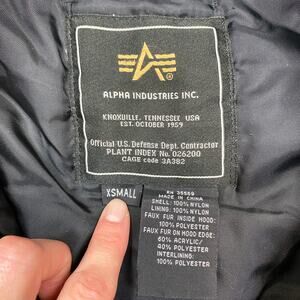 ALPHA INDUSTRIES INC.
KNOXVILLE, TENNESSEE USA
EST. OCTOBER 1959
Official U.S. Defense Dept. Contractor
PLANT INDEX No. 026200
CAGE code 3A382
XSMALL
RN 35559
MADE IN CHINA
SHELL: 100% NYLON
LINING: 100% NYLON
FAUX FUR INSIDE HOOD:
100% POLYESTER
FAUX FUR ON HOOD EDGE:
60% ACRYLIC/
40% POLYESTER
INTERLINING:
100% POLYESTER